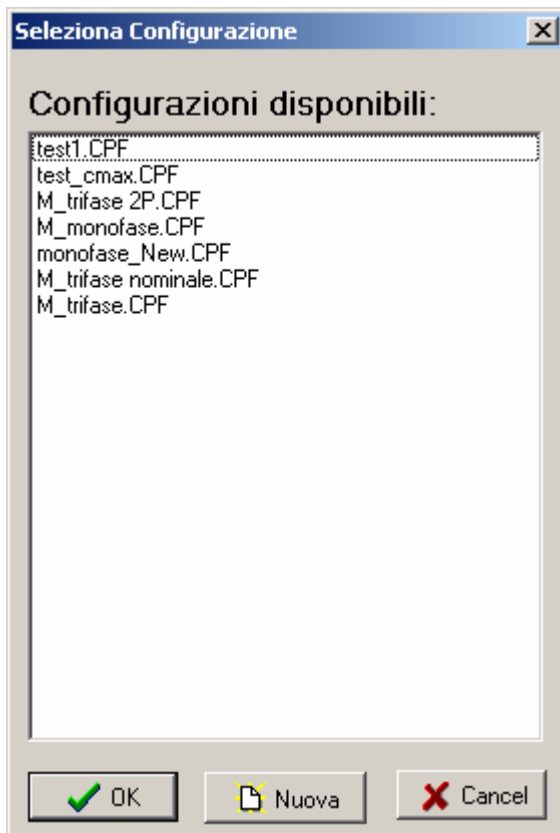 Seleziona Configurazione
Configurazioni disponibili:
test1.CPF
test_cmax.CPF
M_trifase 2P.CPF
M_monofase.CPF
monofase_New.CPF
M_trifase nominale.CPF
M_trifase.CPF
OK Nuova Cancel